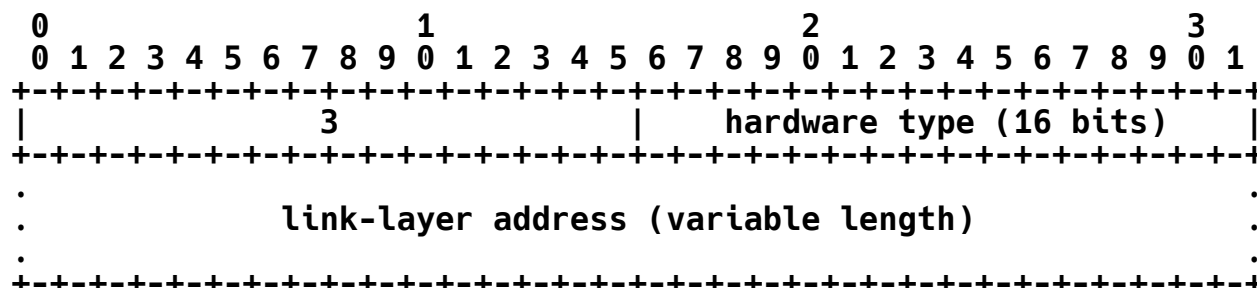 0                   1                   2                   3
 0 1 2 3 4 5 6 7 8 9 0 1 2 3 4 5 6 7 8 9 0 1 2 3 4 5 6 7 8 9 0 1
+-+-+-+-+-+-+-+-+-+-+-+-+-+-+-+-+-+-+-+-+-+-+-+-+-+-+-+-+-+-+-+-+
|               3               |    hardware type (16 bits)    |
+-+-+-+-+-+-+-+-+-+-+-+-+-+-+-+-+-+-+-+-+-+-+-+-+-+-+-+-+-+-+-+-+
.                                                               .
.             link-layer address (variable length)              .
.                                                               .
+-+-+-+-+-+-+-+-+-+-+-+-+-+-+-+-+-+-+-+-+-+-+-+-+-+-+-+-+-+-+-+-+